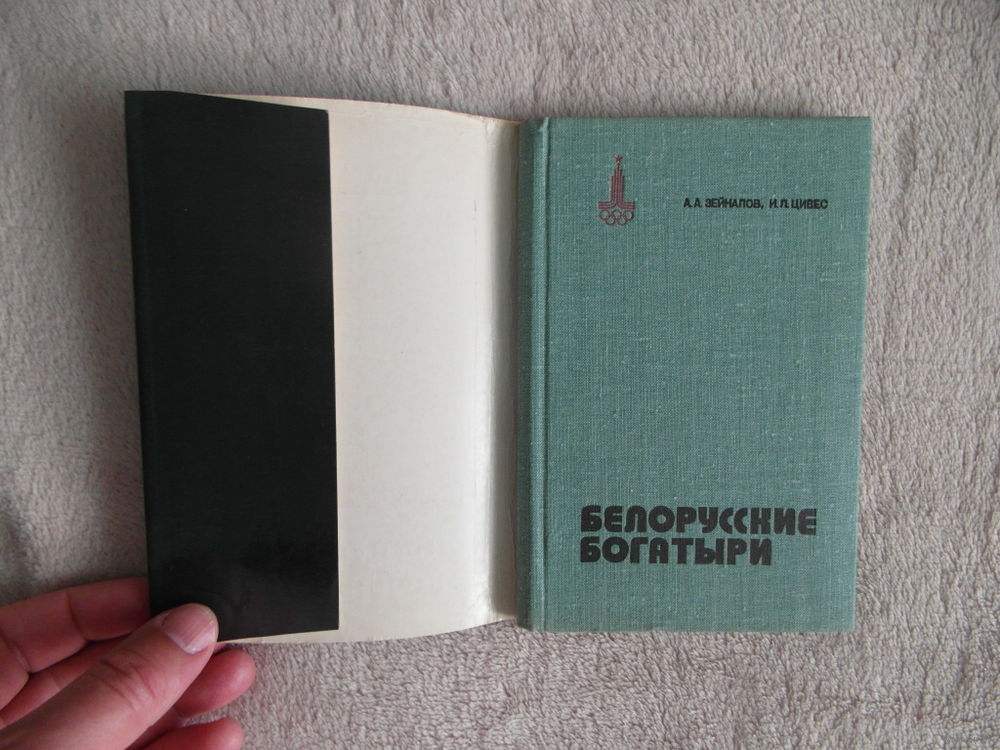 А. А. ЗЕЙНАЛОВ, И. Л. ЦИВЕС
БЕЛОРУССКИЕ
БОГАТЫРИ